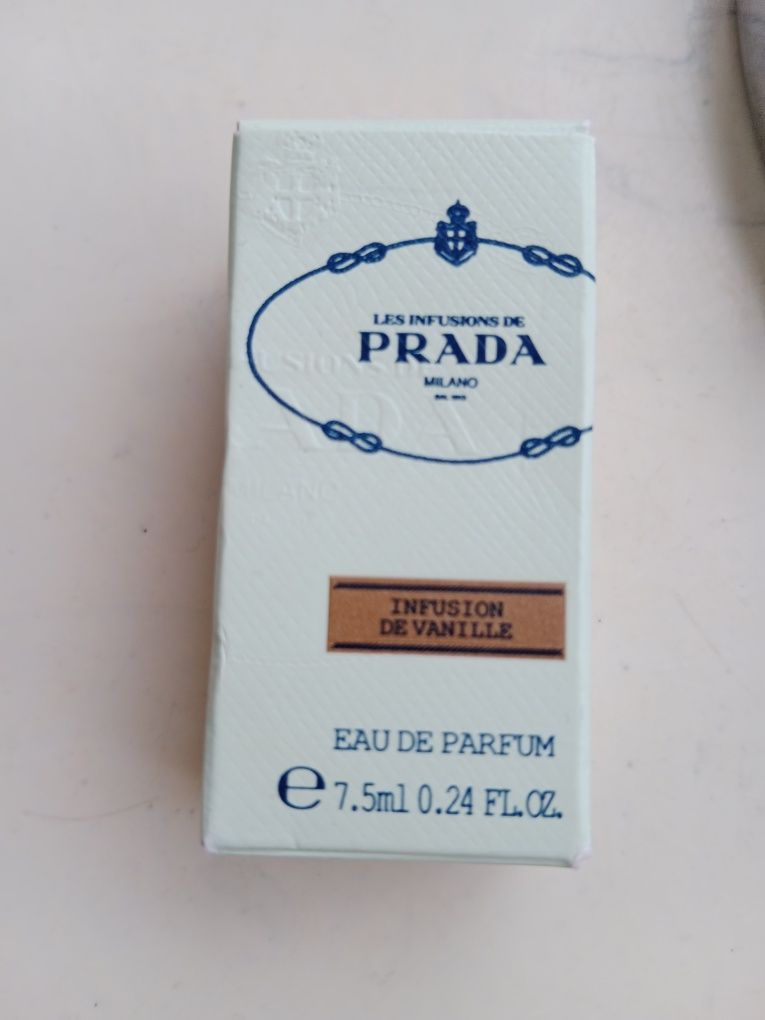 LES INFUSIONS DE
PRADA
MILANO
INFUSION
DE VANILLE
EAU DE PARFUM
℮ 7.5ml 0.24 FL.OZ.